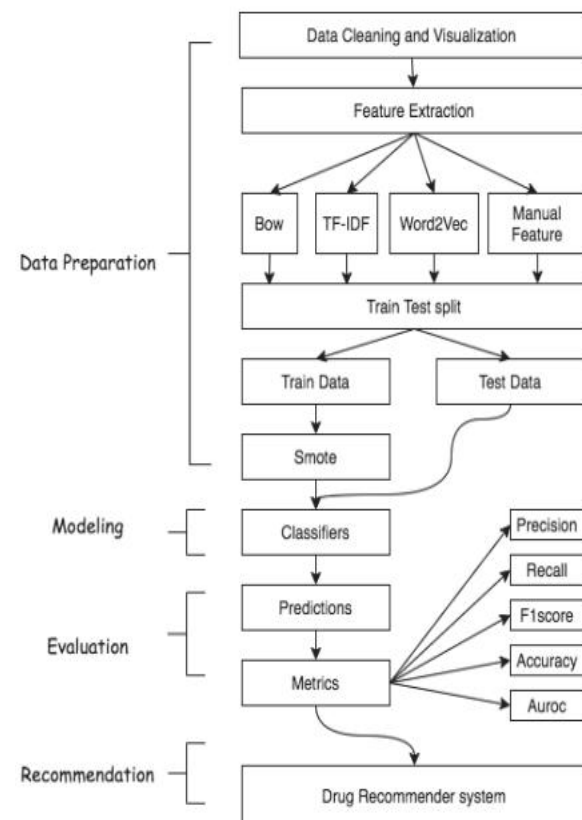 Data Cleaning and Visualization
Feature Extraction
Bow
TF-IDF
Word2Vec
Manual
Feature
Data Preparation
Train Test split
Train Data
Test Data
Smote
Modeling
Classifiers
Precision
Recall
Predictions
F1score
Evaluation
Accuracy
Metrics
Auroc
Recommendation
Drug Recommender system